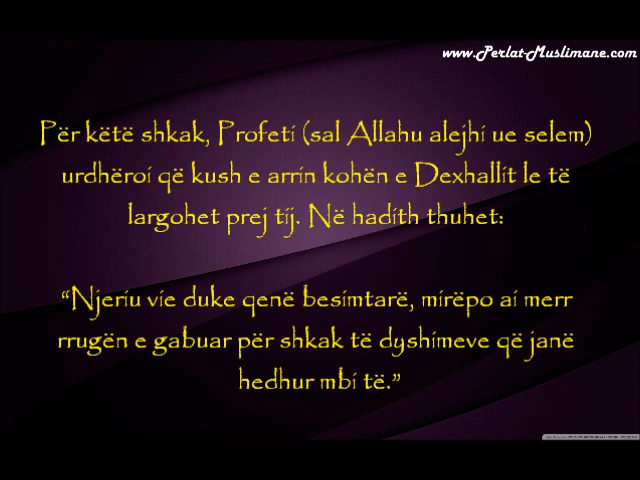 www.Perlat-Muslimane.com
Për këtë shkak, Profeti (sal Allahu alejhi ue selem)
urdhëroi që kush e arrin kohën e Dexhallit le të
largohet prej tij. Në hadith thuhet:
“Njeriu vie duke qenë besimtarë, mirëpo ai merr
rrugën e gabuar për shkak të dyshimeve që janë
hedhur mbi të.”